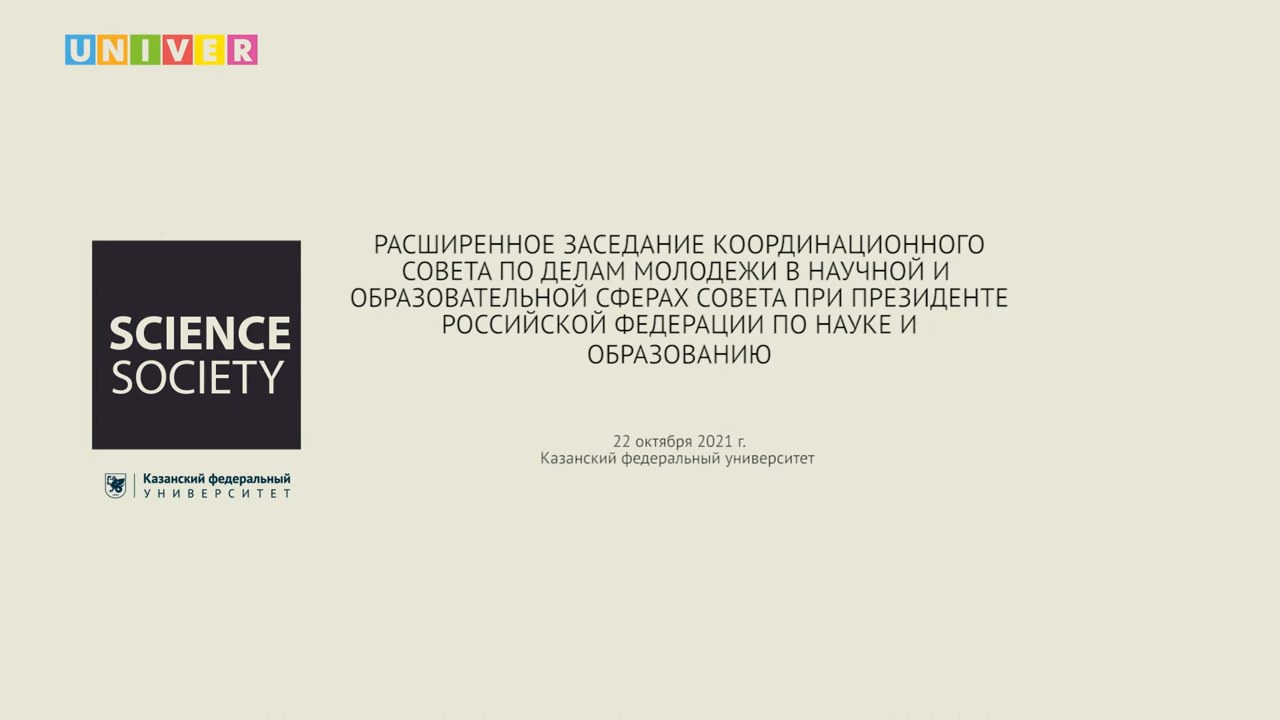 UNIVER
SCIENCE
SOCIETY
Казанский федеральный
УНИВЕРСИТЕТ
РАСШИРЕННОЕ ЗАСЕДАНИЕ КООРДИНАЦИОННОГО
СОВЕТА ПО ДЕЛАМ МОЛОДЕЖИ В НАУЧНОЙ И
ОБРАЗОВАТЕЛЬНОЙ СФЕРАХ СОВЕТА ПРИ ПРЕЗИДЕНТЕ
РОССИЙСКОЙ ФЕДЕРАЦИИ ПО НАУКЕ И
ОБРАЗОВАНИЮ
22 октября 2021 г.
Казанский федеральный университет